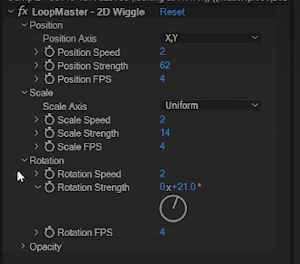 fx LoopMaster - 2D Wiggle Reset
Position
Position Axis X,Y
Position Speed 2
Position Strength 62
Position FPS 4
Scale
Scale Axis Uniform
Scale Speed 2
Scale Strength 14
Scale FPS 4
Rotation
Rotation Speed 2
Rotation Strength 0x+21.0°
Rotation FPS 4
Opacity